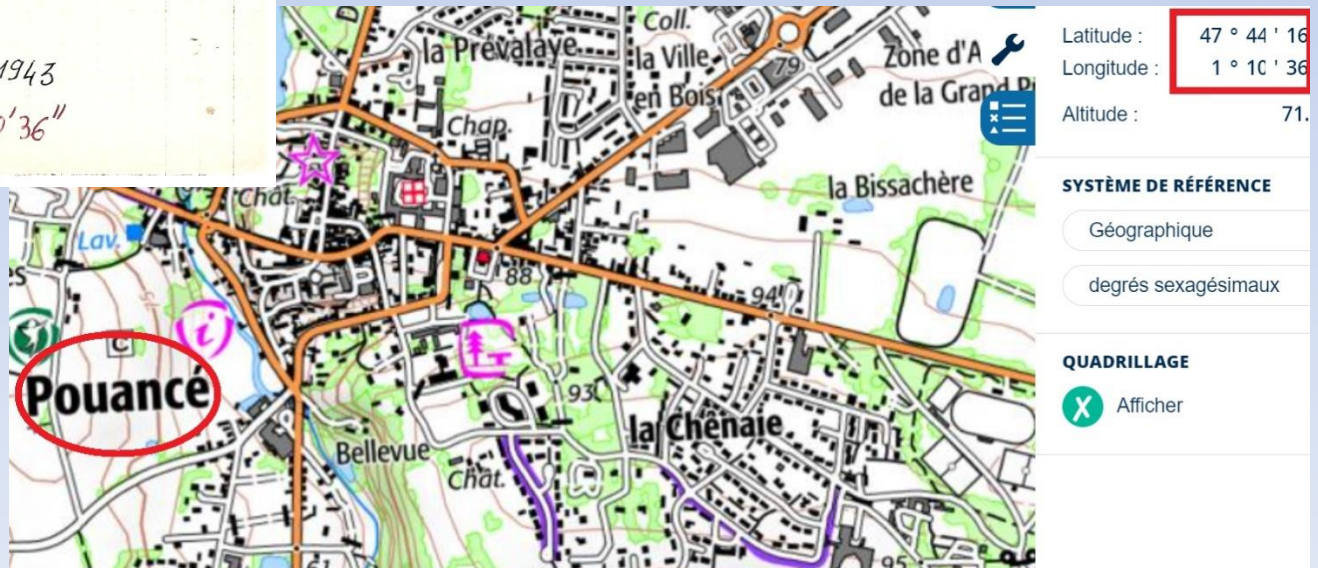 1943
0'36"
Coll.
la Prévalaye
la Ville
en Bois
79
Zone d'A
de la Grand
Chap.
la Bissachère
Chât.
Lav.
88
94
C
i
Pouancé
93
la Chênaie
Bellevue
Chât.
95
Latitude : 47 ° 44 ' 16
Longitude : 1 ° 10 ' 36
Altitude : 71.
SYSTÈME DE RÉFÉRENCE
Géographique
degrés sexagésimaux
QUADRILLAGE
Afficher